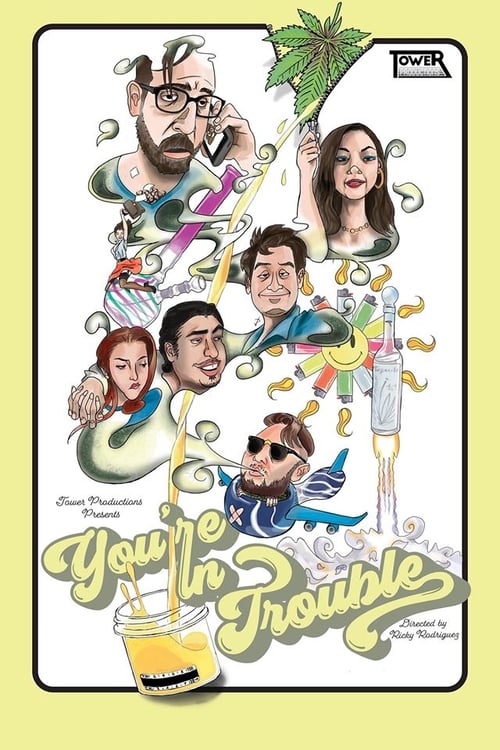 TOWER
Tower Productions
Presents
You're
In
Trouble
Directed by
Ricky Rodriguez